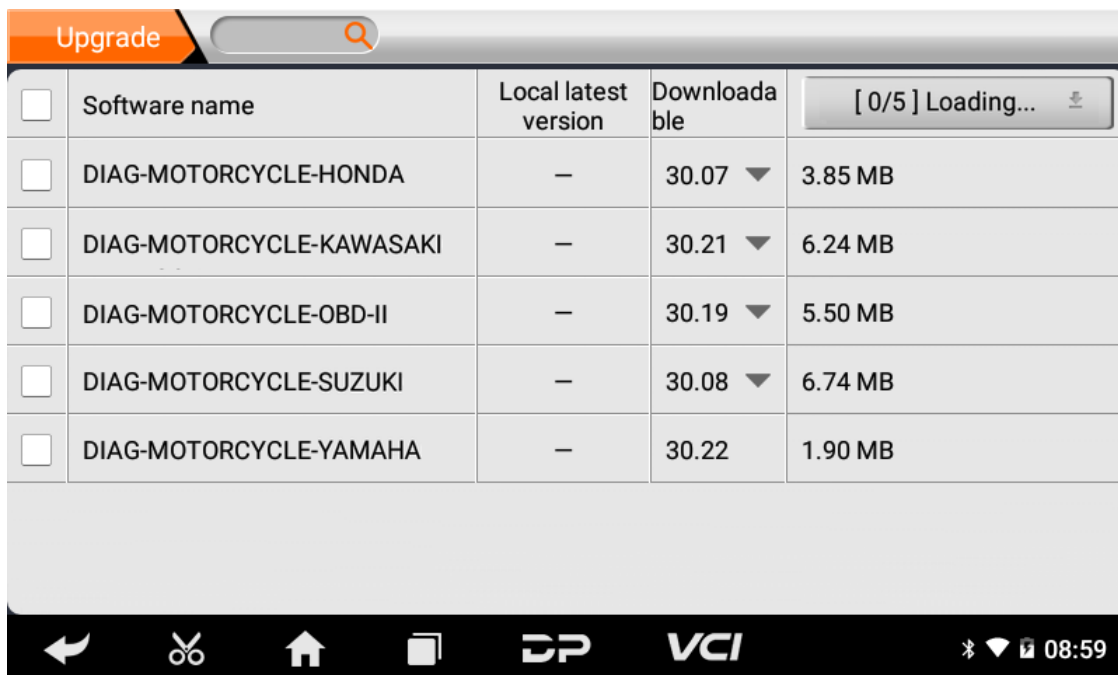 Upgrade
Software name
Local latest
version
Downloada
ble
[ 0/5 ] Loading...
DIAG-MOTORCYCLE-HONDA
–
30.07
3.85 MB
DIAG-MOTORCYCLE-KAWASAKI
–
30.21
6.24 MB
DIAG-MOTORCYCLE-OBD-II
–
30.19
5.50 MB
DIAG-MOTORCYCLE-SUZUKI
–
30.08
6.74 MB
DIAG-MOTORCYCLE-YAMAHA
–
30.22
1.90 MB
DP
VCI
08:59